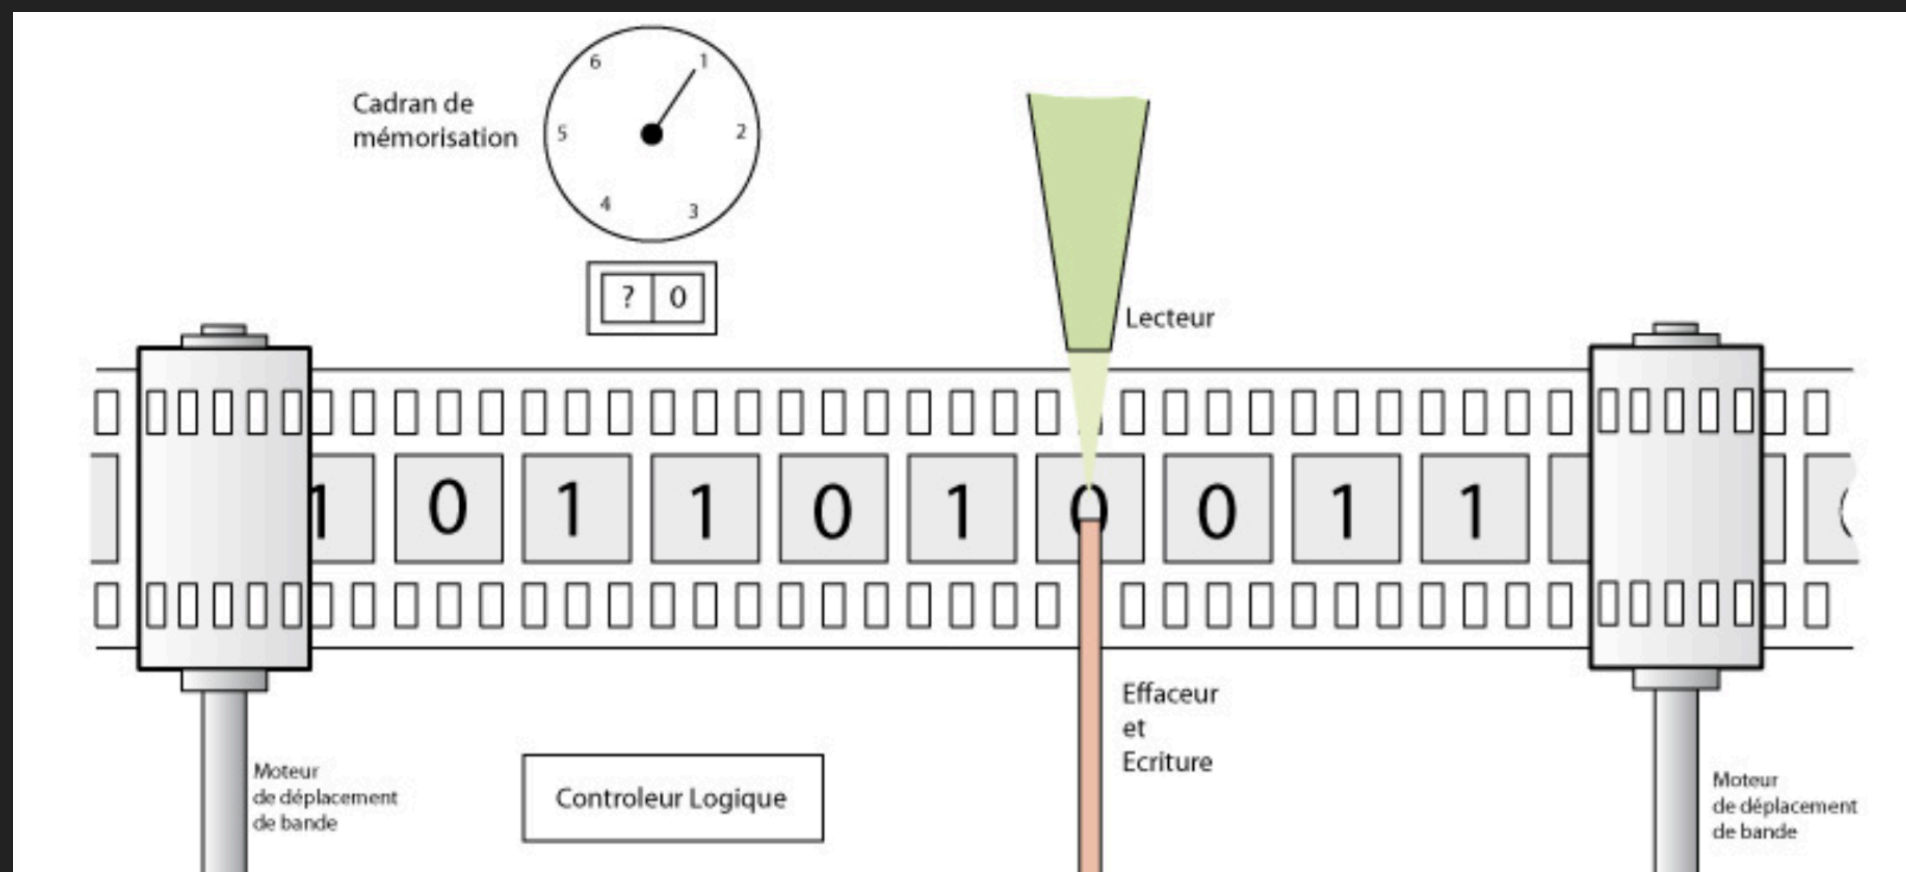 6 1
Cadran de
mémorisation
5 2
4 3
? 0
Lecteur
1 0 1 1 0 1 0 0 1 1
Effaceur
et
Ecriture
Moteur
de déplacement
de bande
Controleur Logique
Moteur
de déplacement
de bande